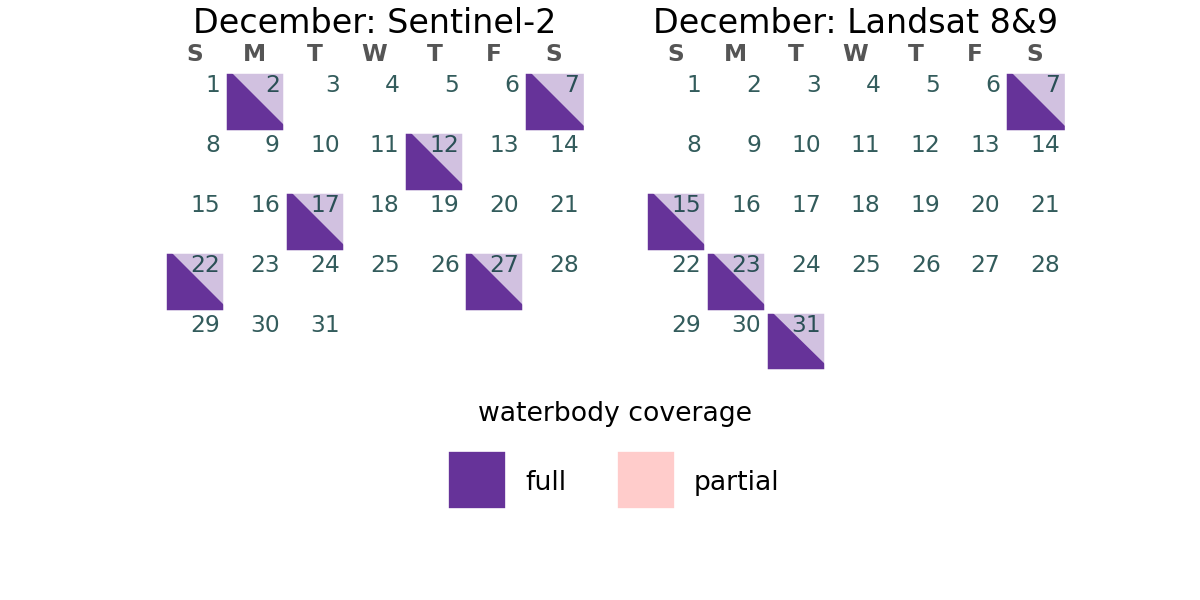 December: Sentinel-2
S M T W T F S
1 2 3 4 5 6 7
8 9 10 11 12 13 14
15 16 17 18 19 20 21
22 23 24 25 26 27 28
29 30 31
December: Landsat 8&9
S M T W T F S
1 2 3 4 5 6 7
8 9 10 11 12 13 14
15 16 17 18 19 20 21
22 23 24 25 26 27 28
29 30 31
waterbody coverage
full partial